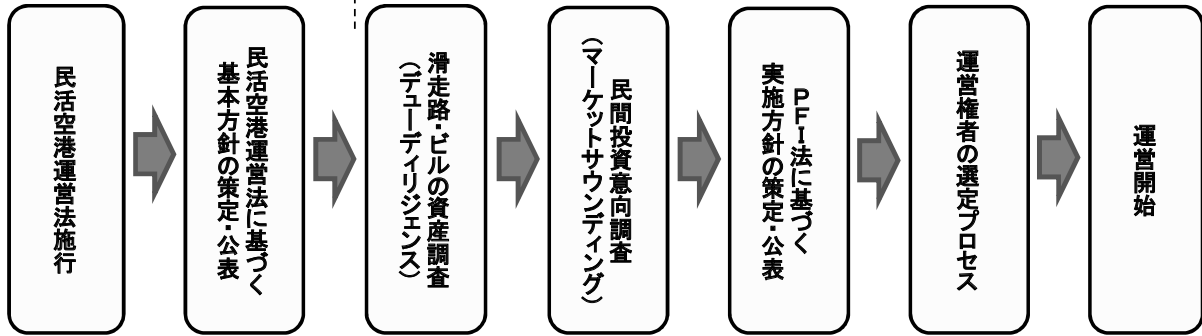 民活空港運営法施行
民活空港運営法に基づく
基本方針の策定・公表
滑走路・ビルの資産調査
（デューディリジェンス）
民間投資意向調査
（マーケットサウンディング）
ＰＦＩ法に基づく
実施方針の策定・公表
運営権者の選定プロセス
運営開始